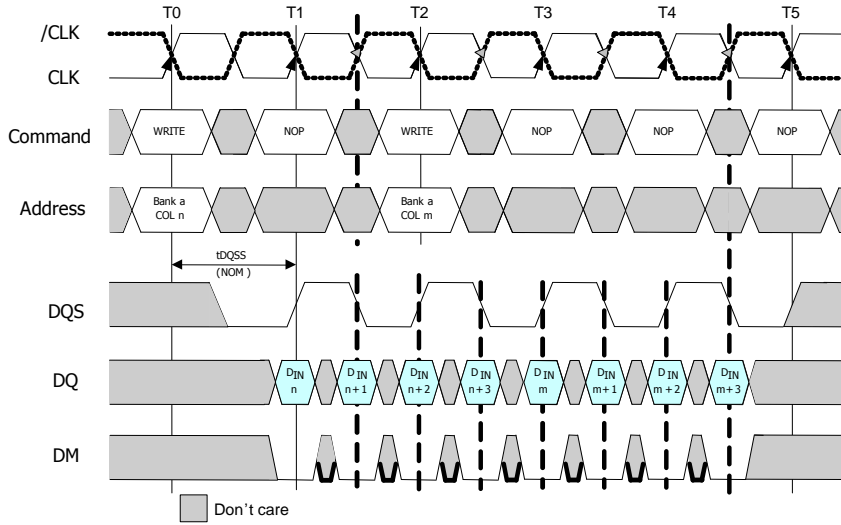 T0 T1 T2 T3 T4 T5
/CLK
CLK
Command WRITE NOP WRITE NOP NOP NOP
Address Bank a COL n Bank a COL m
tDQSS
(NOM )
DQS
DQ DIN n DIN n+1 DIN n+2 DIN n+3 DIN m DIN m+1 DIN m+2 DIN m+3
DM
Don't care